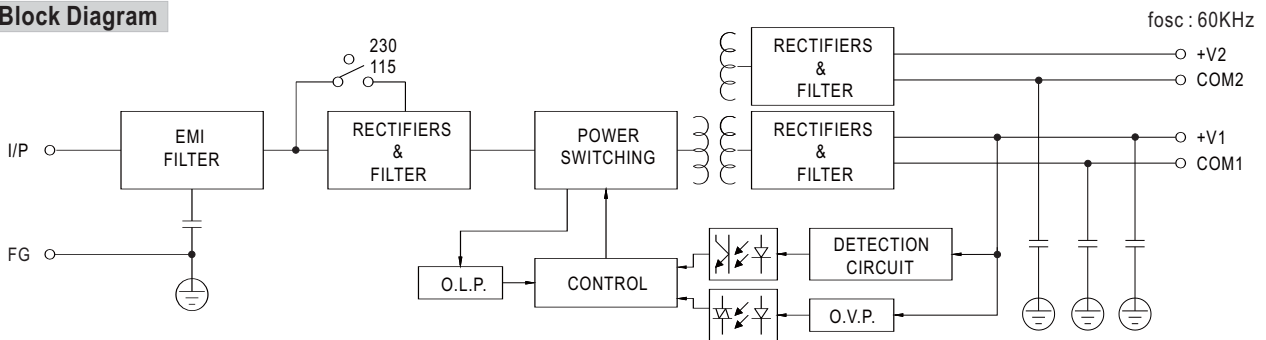 Block Diagram
fosc : 60KHz
230
115
RECTIFIERS
&
FILTER
+V2
COM2
I/P
EMI
FILTER
RECTIFIERS
&
FILTER
POWER
SWITCHING
RECTIFIERS
&
FILTER
+V1
COM1
FG
O.L.P.
CONTROL
DETECTION
CIRCUIT
O.V.P.